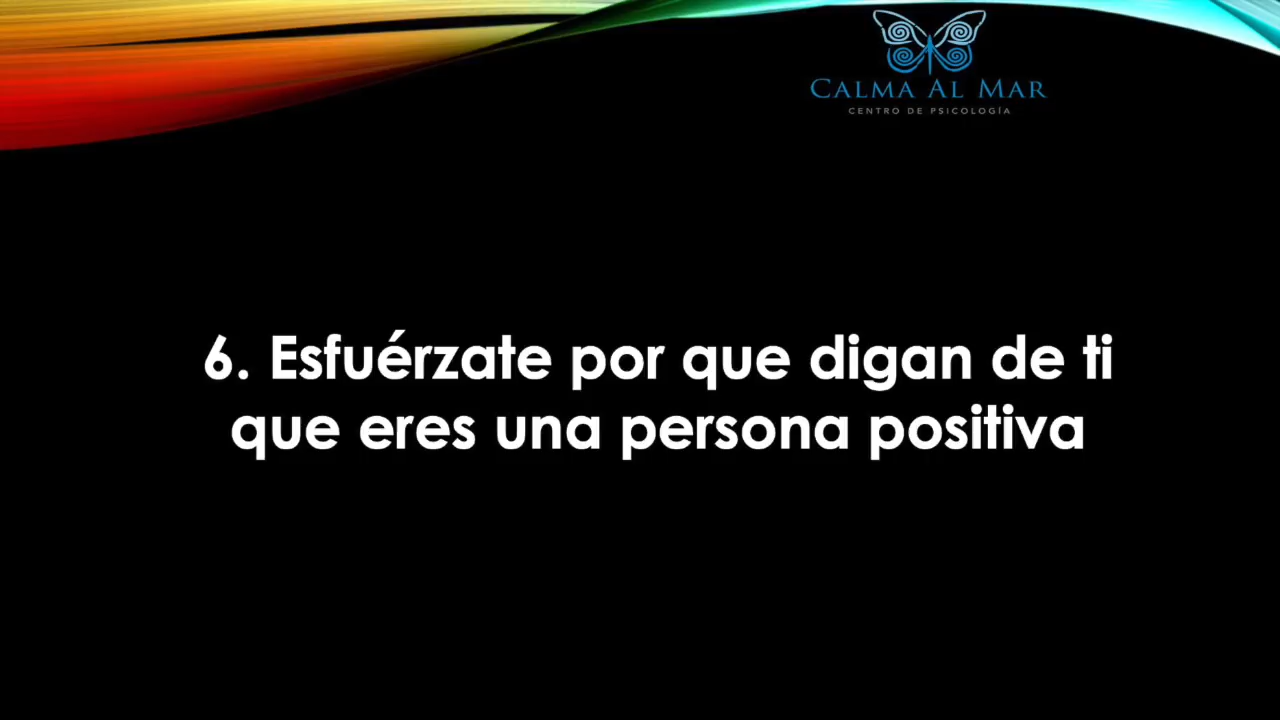 CALMA AL MAR
CENTRO DE PSICOLOGÍA
6. Esfuérzate por que digan de ti
que eres una persona positiva